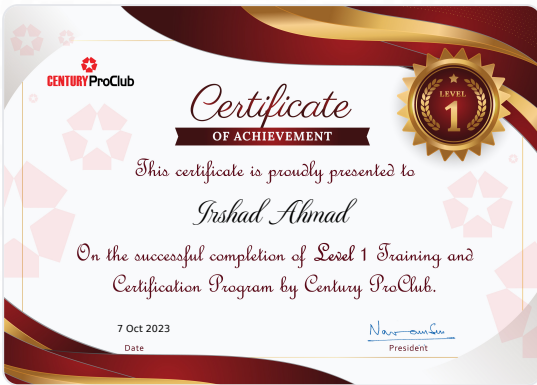 CENTURY ProClub
LEVEL
1
Certificate
OF ACHIEVEMENT
This certificate is proudly presented to
Irshad Ahmad
On the successful completion of Level 1 Training and
Certification Program by Century ProClub.
7 Oct 2023
Date
President